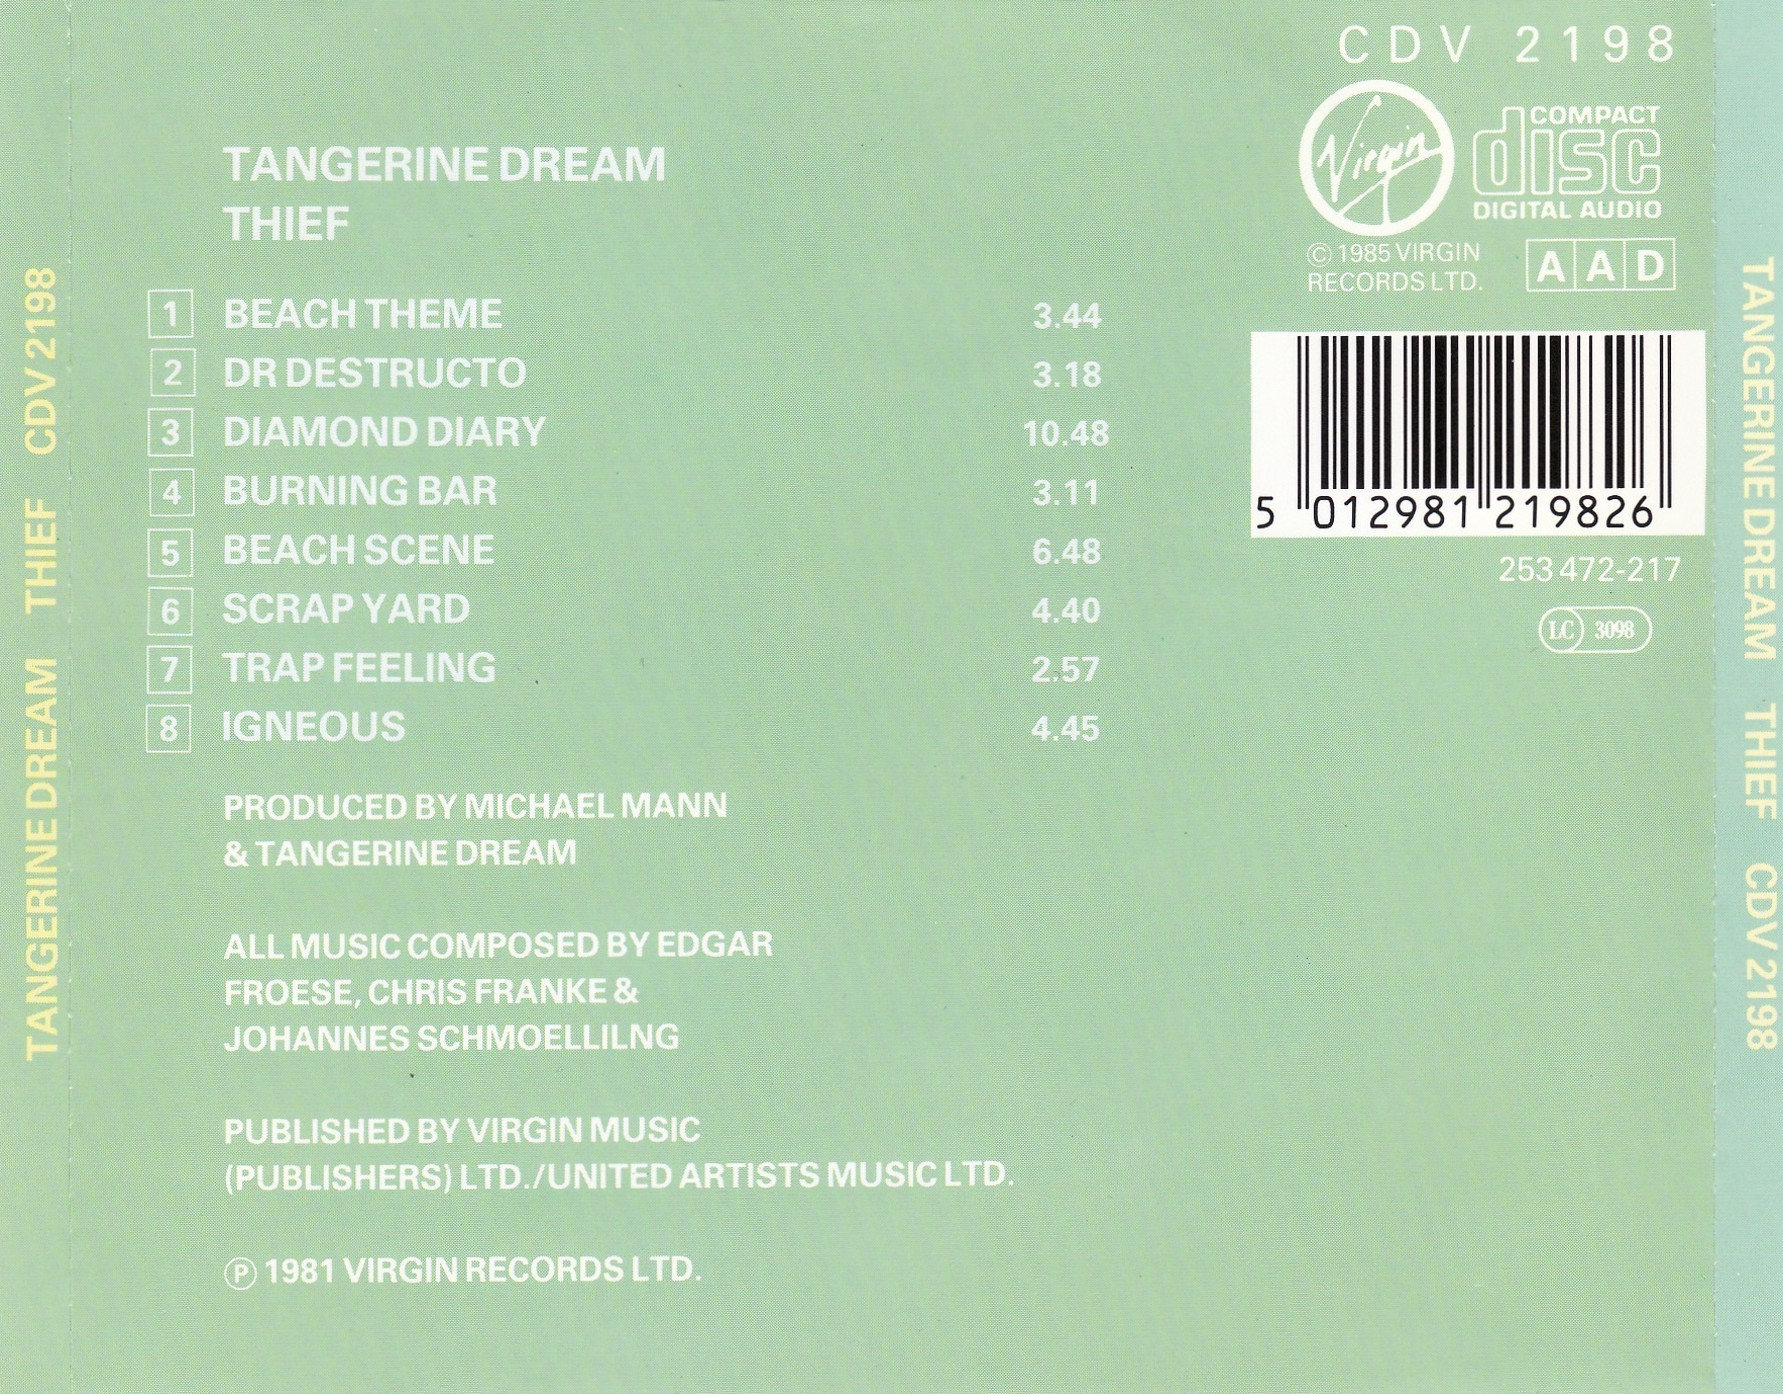 TANGERINE DREAM THIEF CDV 2198
CDV 2198
Virgin
COMPACT
disc
DIGITAL AUDIO
© 1985 VIRGIN
RECORDS LTD.
AAD
TANGERINE DREAM
THIEF
1 BEACH THEME 3.44
2 DR DESTRUCTO 3.18
3 DIAMOND DIARY 10.48
4 BURNING BAR 3.11
5 BEACH SCENE 6.48
6 SCRAP YARD 4.40
7 TRAP FEELING 2.57
8 IGNEOUS 4.45
5 012981 219826
253 472-217
LC 3098
PRODUCED BY MICHAEL MANN
& TANGERINE DREAM
ALL MUSIC COMPOSED BY EDGAR
FROESE, CHRIS FRANKE &
JOHANNES SCHMOELLILNG
PUBLISHED BY VIRGIN MUSIC
(PUBLISHERS) LTD./UNITED ARTISTS MUSIC LTD.
℗ 1981 VIRGIN RECORDS LTD.
TANGERINE DREAM THIEF CDV 2198